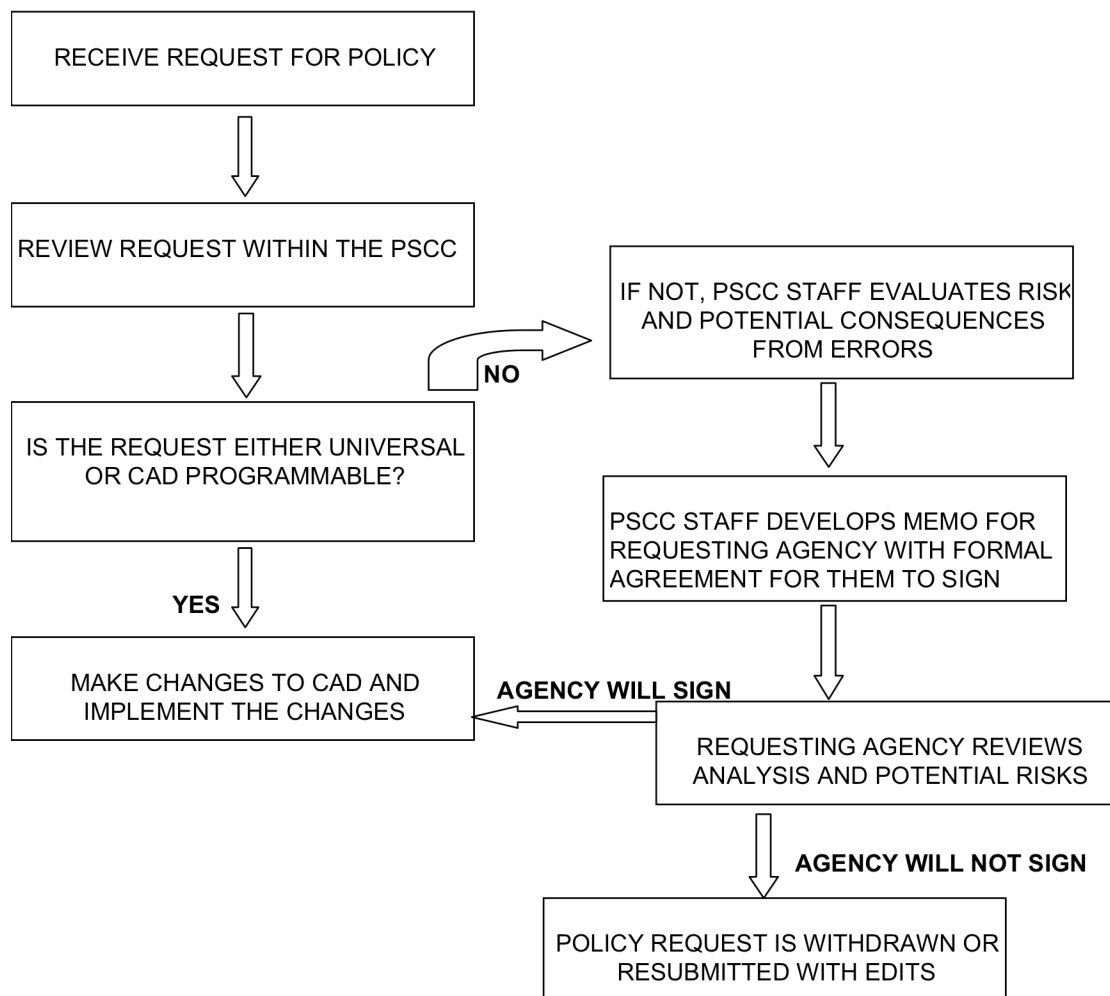 RECEIVE REQUEST FOR POLICY
REVIEW REQUEST WITHIN THE PSCC
IS THE REQUEST EITHER UNIVERSAL
OR CAD PROGRAMMABLE?
NO
IF NOT, PSCC STAFF EVALUATES RISK
AND POTENTIAL CONSEQUENCES
FROM ERRORS
PSCC STAFF DEVELOPS MEMO FOR
REQUESTING AGENCY WITH FORMAL
AGREEMENT FOR THEM TO SIGN
YES
MAKE CHANGES TO CAD AND
IMPLEMENT THE CHANGES
AGENCY WILL SIGN
REQUESTING AGENCY REVIEWS
ANALYSIS AND POTENTIAL RISKS
AGENCY WILL NOT SIGN
POLICY REQUEST IS WITHDRAWN OR
RESUBMITTED WITH EDITS